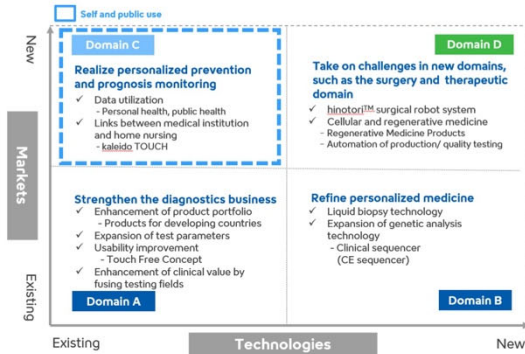 Self and public use
New
Domain C
Realize personalized prevention
and prognosis monitoring
✓ Data utilization
- Personal health, public health
✓ Links between medical institution
and home nursing
- kaleido TOUCH
Domain D
Take on challenges in new domains,
such as the surgery and therapeutic
domain
✓ hinotori™ surgical robot system
✓ Cellular and regenerative medicine
- Regenerative Medicine Products
- Automation of production/ quality testing
Markets
Strengthen the diagnostics business
✓ Enhancement of product portfolio
- Products for developing countries
✓ Expansion of test parameters
✓ Usability improvement
- Touch Free Concept
✓ Enhancement of clinical value by
fusing testing fields
Domain A
Refine personalized medicine
✓ Liquid biopsy technology
✓ Expansion of genetic analysis
technology
- Clinical sequencer
(CE sequencer)
Domain B
Existing
Existing
Technologies
New